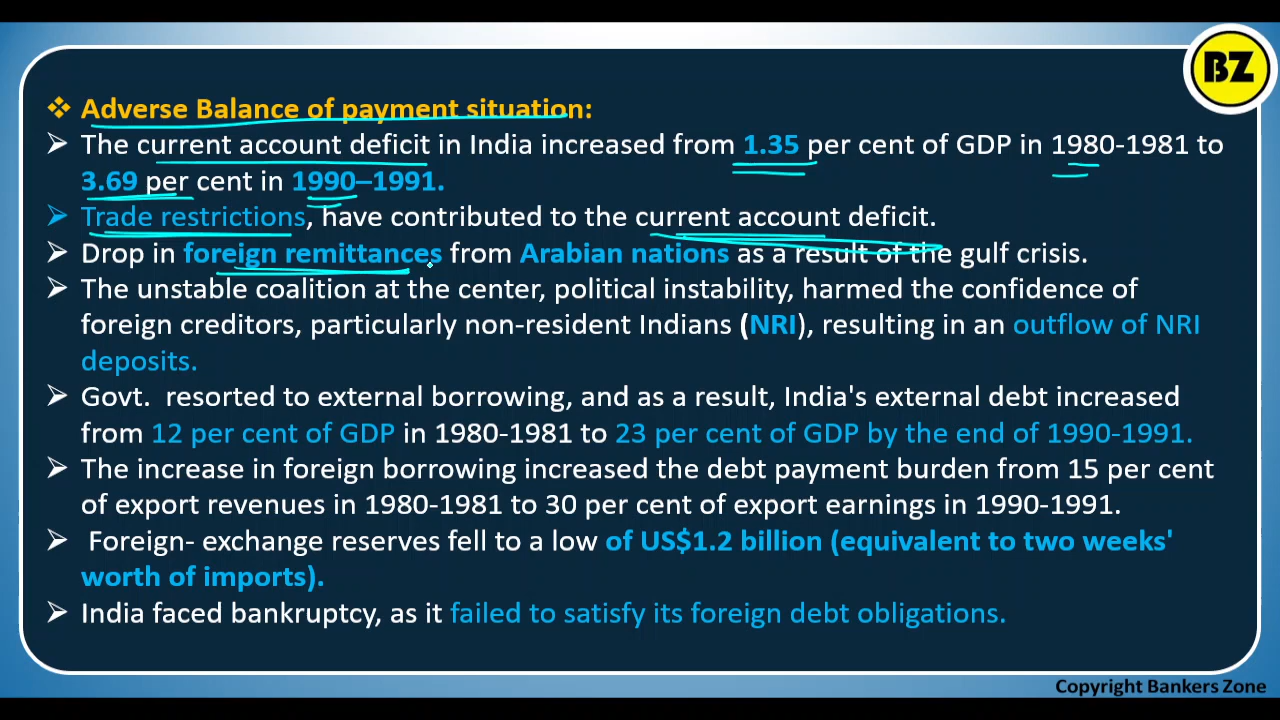 BZ
❖ Adverse Balance of payment situation:
➢ The current account deficit in India increased from 1.35 per cent of GDP in 1980-1981 to
3.69 per cent in 1990–1991.
➢ Trade restrictions, have contributed to the current account deficit.
➢ Drop in foreign remittances from Arabian nations as a result of the gulf crisis.
➢ The unstable coalition at the center, political instability, harmed the confidence of
foreign creditors, particularly non-resident Indians (NRI), resulting in an outflow of NRI
deposits.
➢ Govt.  resorted to external borrowing, and as a result, India's external debt increased
from 12 per cent of GDP in 1980-1981 to 23 per cent of GDP by the end of 1990-1991.
➢ The increase in foreign borrowing increased the debt payment burden from 15 per cent
of export revenues in 1980-1981 to 30 per cent of export earnings in 1990-1991.
➢ Foreign- exchange reserves fell to a low of US$1.2 billion (equivalent to two weeks'
worth of imports).
➢ India faced bankruptcy, as it failed to satisfy its foreign debt obligations.
Copyright Bankers Zone